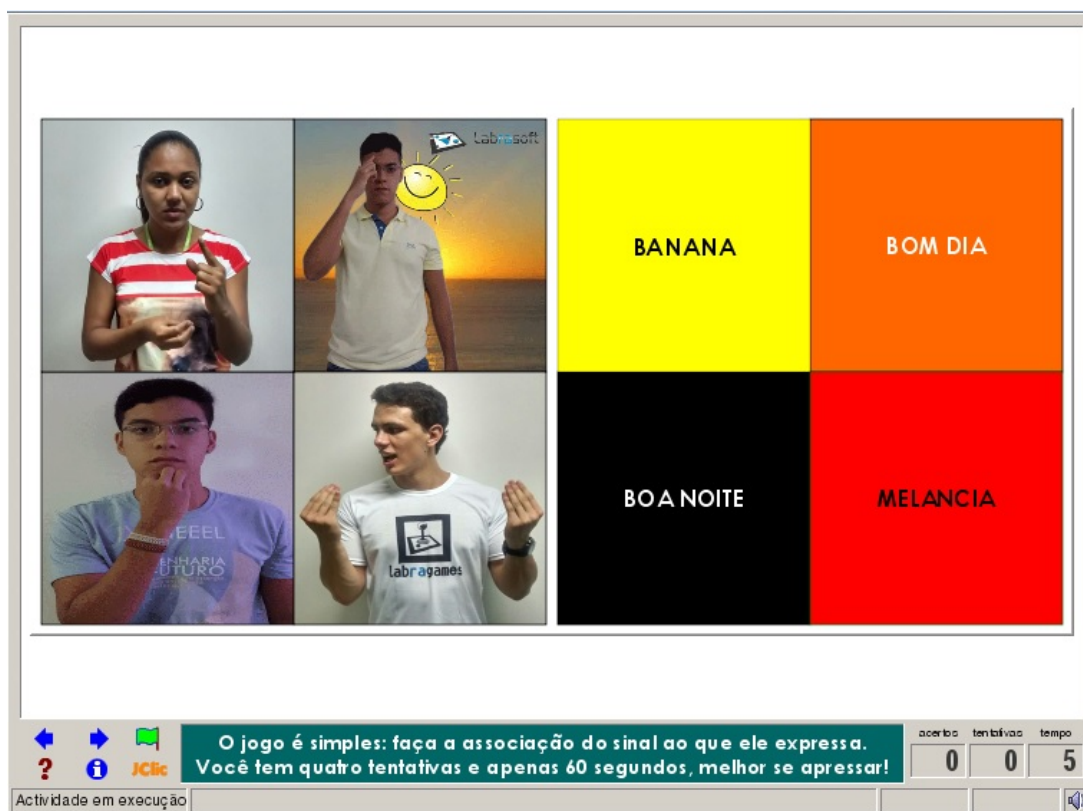 Labrasoft
BANANA
BOM DIA
BOA NOITE
MELANCIA
ENHARIA
UTURO
labragames
O jogo é simples: faça a associação do sinal ao que ele expressa.
Você tem quatro tentativas e apenas 60 segundos, melhor se apressar!
acertos tentativas tempo
0 0 5
? i JClic
Actividade em execução